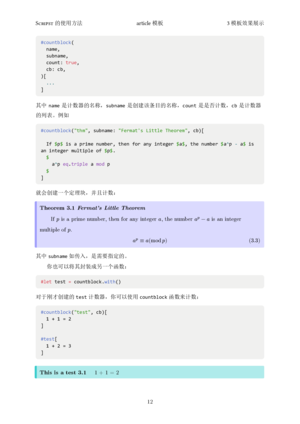 Scripst 的使用方法 article 模板 3 模板效果展示
#countblock(
name,
subname,
count: true,
cb: cb,
)[
...
]
其中 name 是计数器的名称，subname 是创建该条目的名称，count 是是否计数，cb 是计数器
的列表。例如
#countblock("thm", subname: "Fermat's Little Theorem", cb)[
If $p$ is a prime number, then for any integer $a$, the number $a^p - a$ is
an integer multiple of $p$.
$
a^p eq.triple a mod p
$
]
就会创建一个定理块，并且计数：
Theorem 3.1 Fermat's Little Theorem
If p is a prime number, then for any integer a, the number aᵖ − a is an integer
multiple of p.
aᵖ ≡ a(mod p) (3.3)
其中 subname 如传入，是需要指定的。
你也可以将其封装成另一个函数：
#let test = countblock.with()
对于刚才创建的 test 计数器，你可以使用 countblock 函数来计数：
#countblock("test", cb)[
1 + 1 = 2
]
#test[
1 + 2 = 3
]
This is a test 3.1 1 + 1 = 2
12